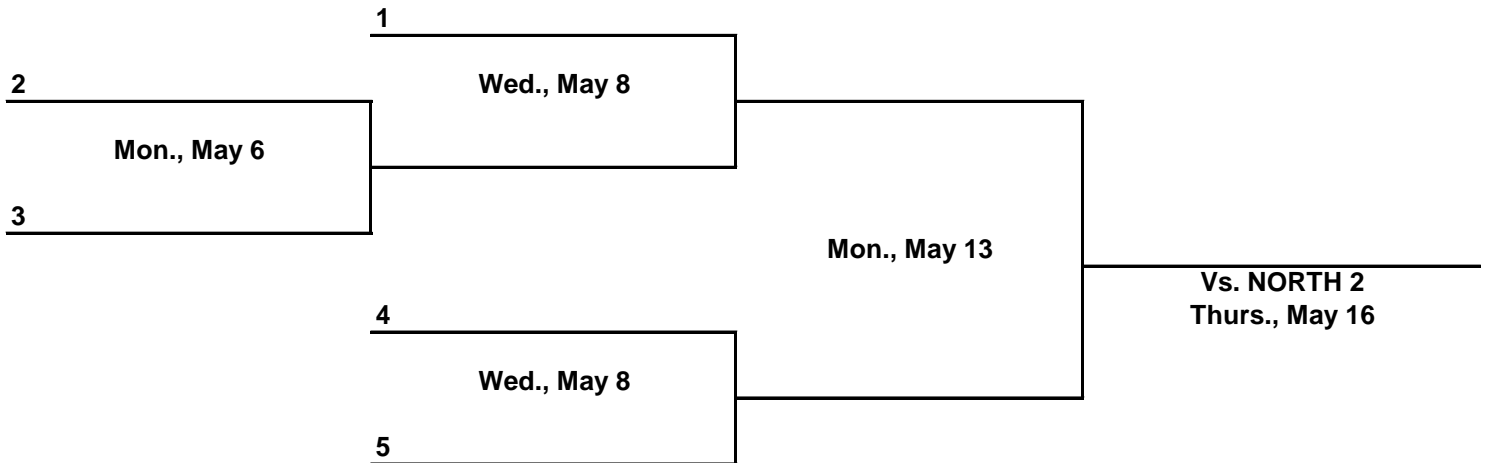 1
2
Wed., May 8
Mon., May 6
3
Mon., May 13
Vs. NORTH 2
4
Thurs., May 16
Wed., May 8
5